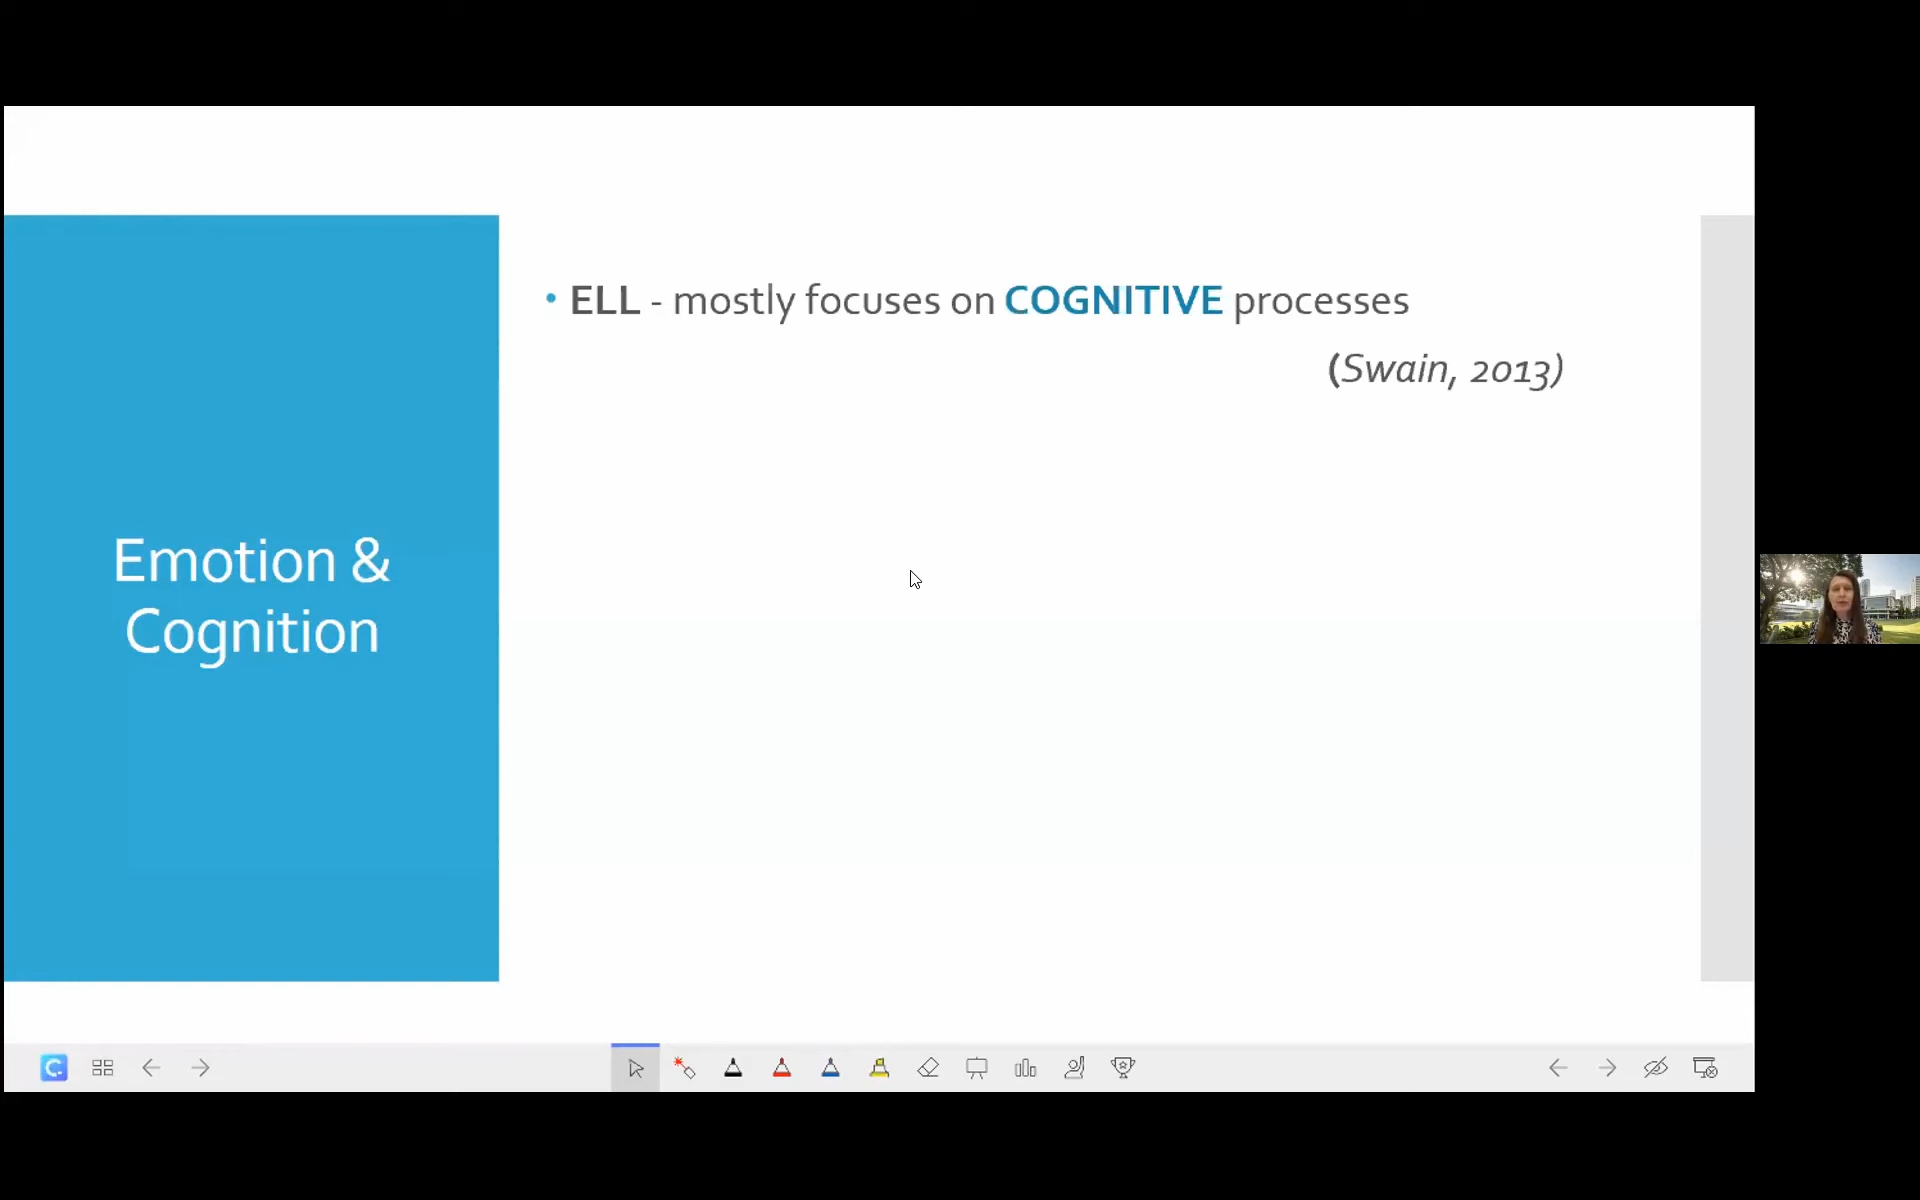 • ELL - mostly focuses on COGNITIVE processes
(Swain, 2013)
Emotion &
Cognition